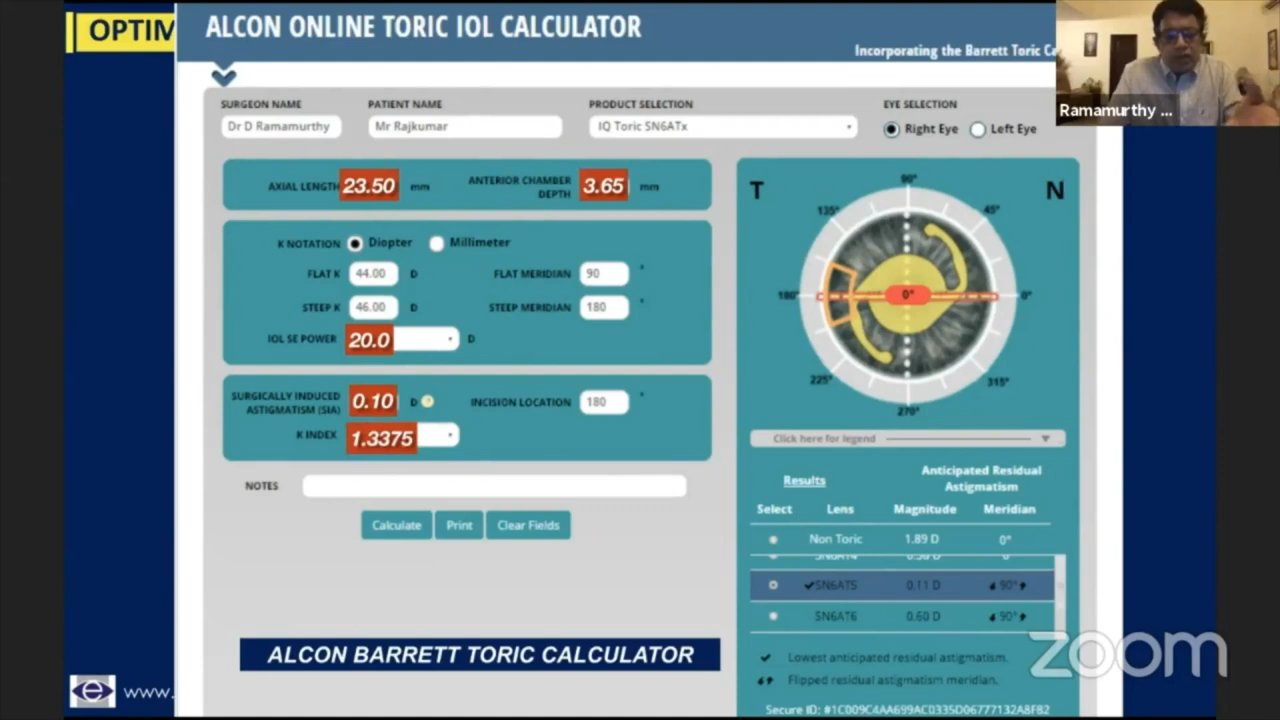 OPTIM
ALCON ONLINE TORIC IOL CALCULATOR
Incorporating the Barrett Toric Ca
Ramamurthy ...
SURGEON NAME
PATIENT NAME
PRODUCT SELECTION
EYE SELECTION
Dr D Ramamurthy
Mr Rajkumar
IQ Toric SN6ATx
Right Eye
Left Eye
AXIAL LENGTH 23.50 mm
ANTERIOR CHAMBER
DEPTH
3.65 mm
K NOTATION Diopter Millimeter
FLAT K 44.00 D
FLAT MERIDIAN 90 °
STEEP K 46.00 D
STEEP MERIDIAN 180 °
IOL SE POWER 20.0 D
SURGICALLY INDUCED
ASTIGMATISM (SIA)
0.10 D
INCISION LOCATION 180 °
K INDEX 1.3375
NOTES
Calculate Print Clear Fields
ALCON BARRETT TORIC CALCULATOR
T N
90°
135° 45°
180° 0° 0°
225° 315°
270°
Click here for legend
Results
Anticipated Residual
Astigmatism
Select Lens Magnitude Meridian
Non Toric 1.89 D 0°
SN6AT5 0.11 D 90°
SN6AT6 0.60 D 90°
Lowest anticipated residual astigmatism.
Flipped residual astigmatism meridian.
Secure ID: #1C009C4AA699AC0335D06777132A8F82
zoom
e www.